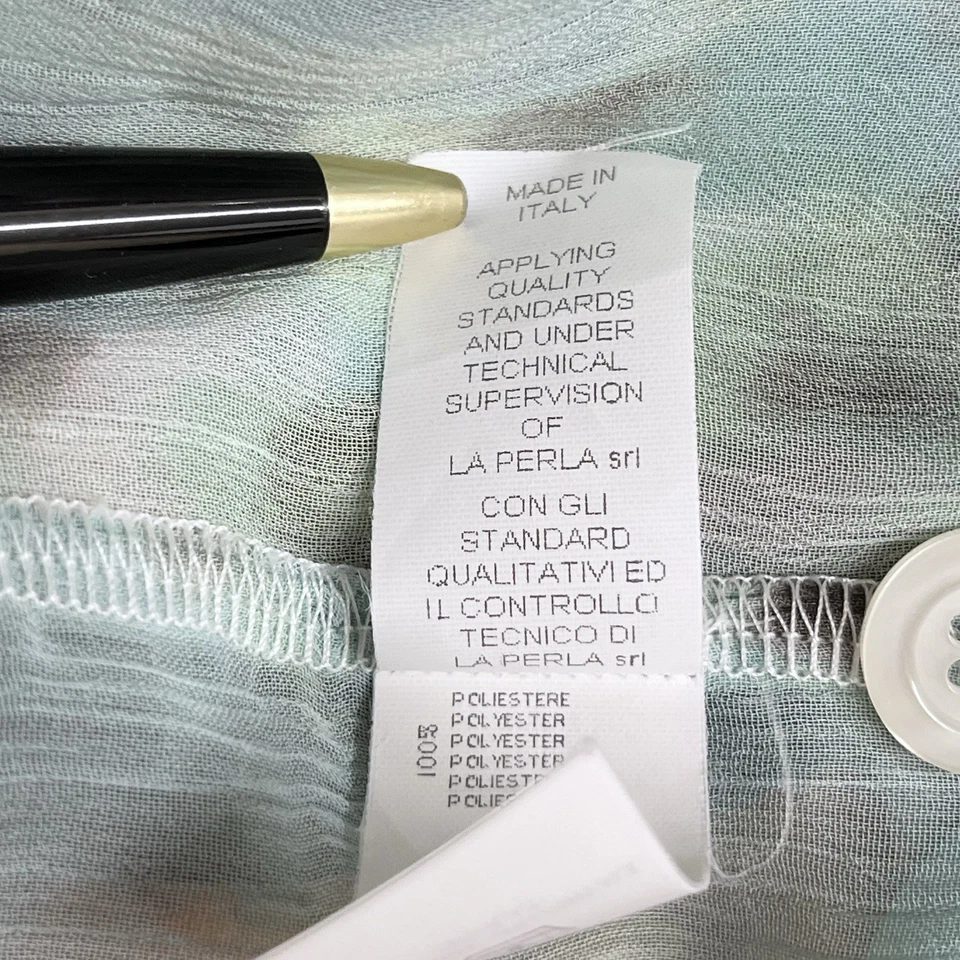 MADE IN
ITALY
APPLYING
QUALITY
STANDARDS
AND UNDER
TECHNICAL
SUPERVISION
OF
LA PERLA srl
CON GLI
STANDARD
QUALITATIVI ED
IL CONTROLLO
TECNICO DI
LA PERLA srl
100%
POLIESTERE
POLYESTER
POLYESTER
POLYESTER